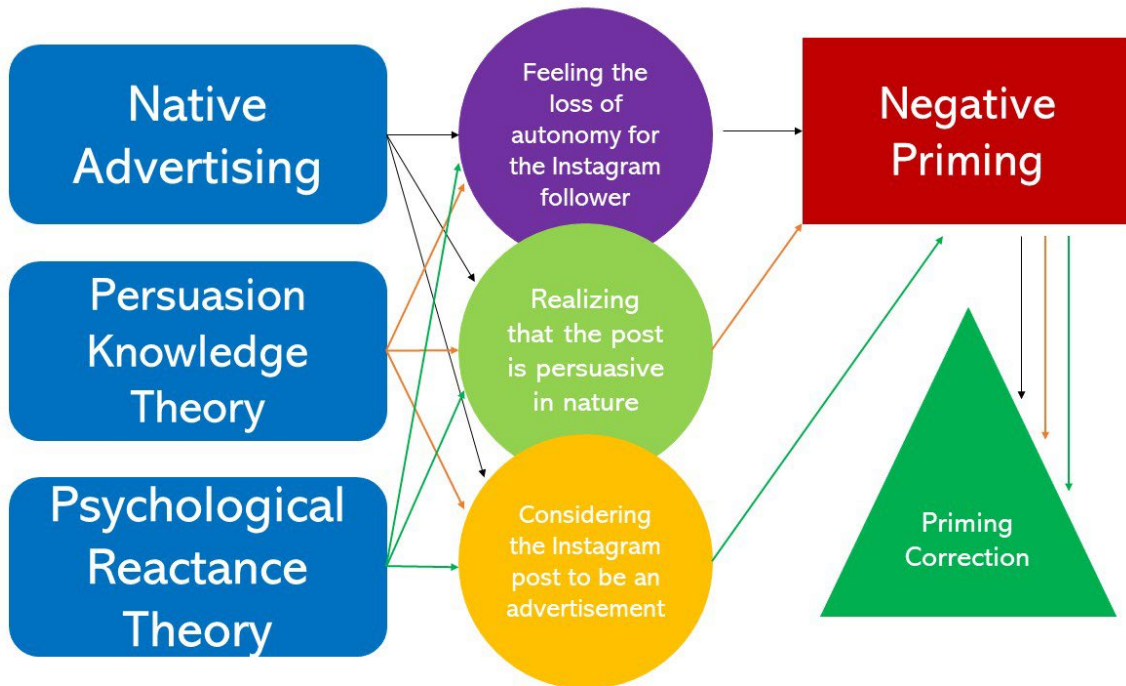 Native
Advertising
Persuasion
Knowledge
Theory
Psychological
Reactance
Theory
Feeling the
loss of
autonomy for
the Instagram
follower
Realizing
that the post
is persuasive
in nature
Considering
the Instagram
post to be an
advertisement
Negative
Priming
Priming
Correction